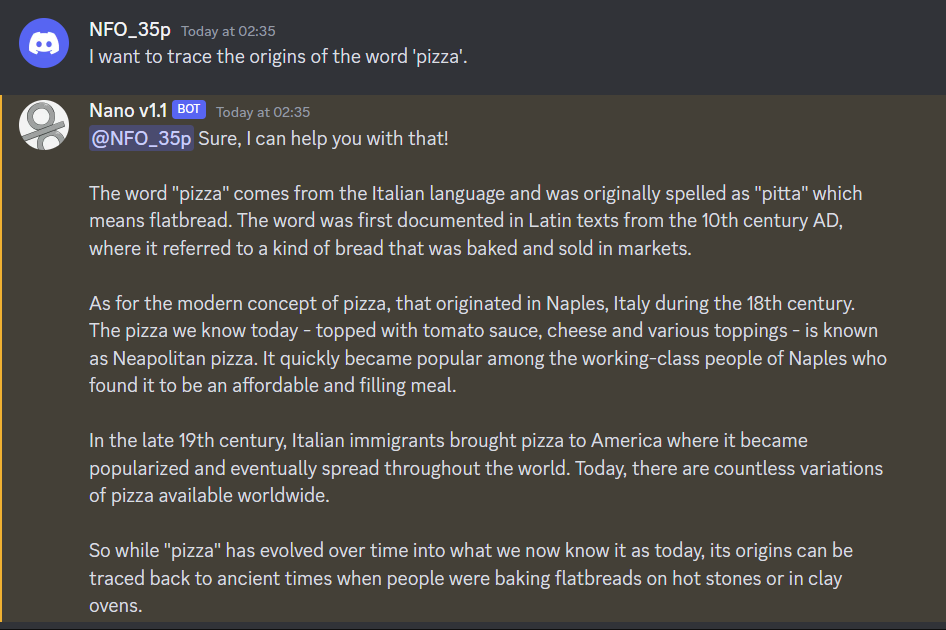 NFO_35p Today at 02:35
I want to trace the origins of the word 'pizza'.
Nano v1.1 BOT Today at 02:35
@NFO_35p Sure, I can help you with that!
The word "pizza" comes from the Italian language and was originally spelled as "pitta" which
means flatbread. The word was first documented in Latin texts from the 10th century AD,
where it referred to a kind of bread that was baked and sold in markets.
As for the modern concept of pizza, that originated in Naples, Italy during the 18th century.
The pizza we know today - topped with tomato sauce, cheese and various toppings - is known
as Neapolitan pizza. It quickly became popular among the working-class people of Naples who
found it to be an affordable and filling meal.
In the late 19th century, Italian immigrants brought pizza to America where it became
popularized and eventually spread throughout the world. Today, there are countless variations
of pizza available worldwide.
So while "pizza" has evolved over time into what we now know it as today, its origins can be
traced back to ancient times when people were baking flatbreads on hot stones or in clay
ovens.